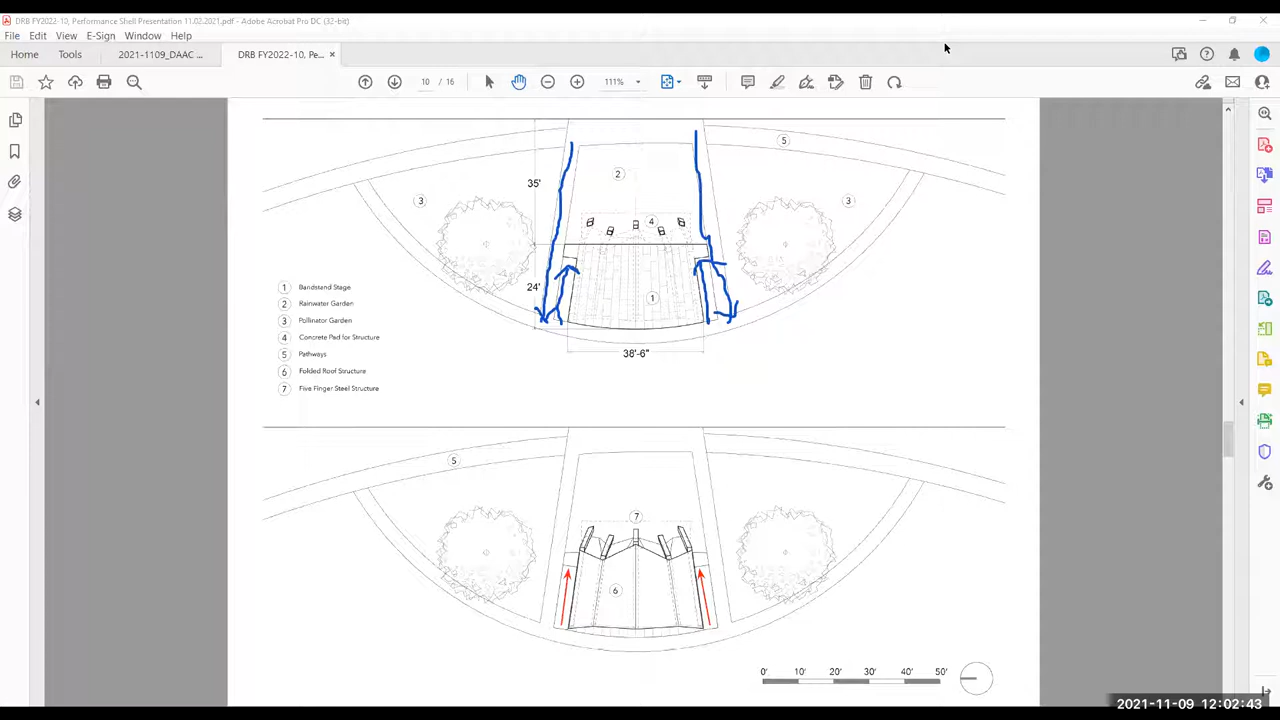 DRB FY2022-10, Performance Shell Presentation 11.02.2021.pdf - Adobe Acrobat Pro DC (32-bit)
File Edit View E-Sign Window Help
Home Tools 2021-1109_DAAC ... DRB FY2022-10, Pe... ×
10 / 16 111%
5
35'
2
3
4
3
24'
1
38'-6"
1 Bandstand Stage
2 Rainwater Garden
3 Pollinator Garden
4 Concrete Pad for Structure
5 Pathways
6 Folded Roof Structure
7 Five Finger Steel Structure
5
7
6
0' 10' 20' 30' 40' 50'
2021-11-09 12:02:43